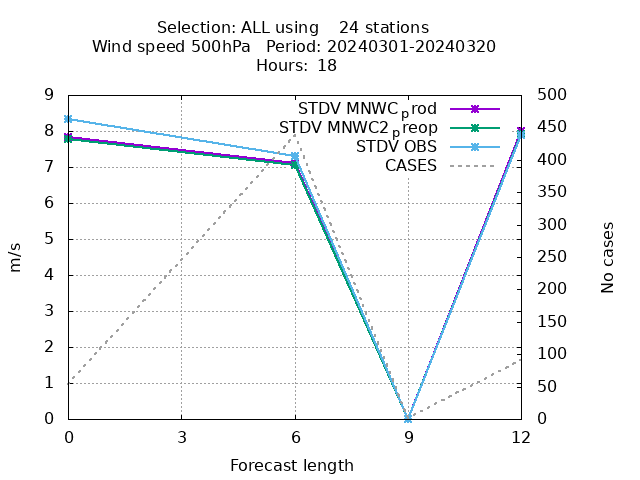 Selection: ALL using    24 stations
Wind speed 500hPa   Period: 20240301-20240320
Hours: 18
9
8
7
6
5
4
3
2
1
0
m/s
500
450
400
350
300
250
200
150
100
50
0
No cases
STDV MNWCprod
STDV MNWC2preop
STDV OBS
CASES
0 3 6 9 12
Forecast length